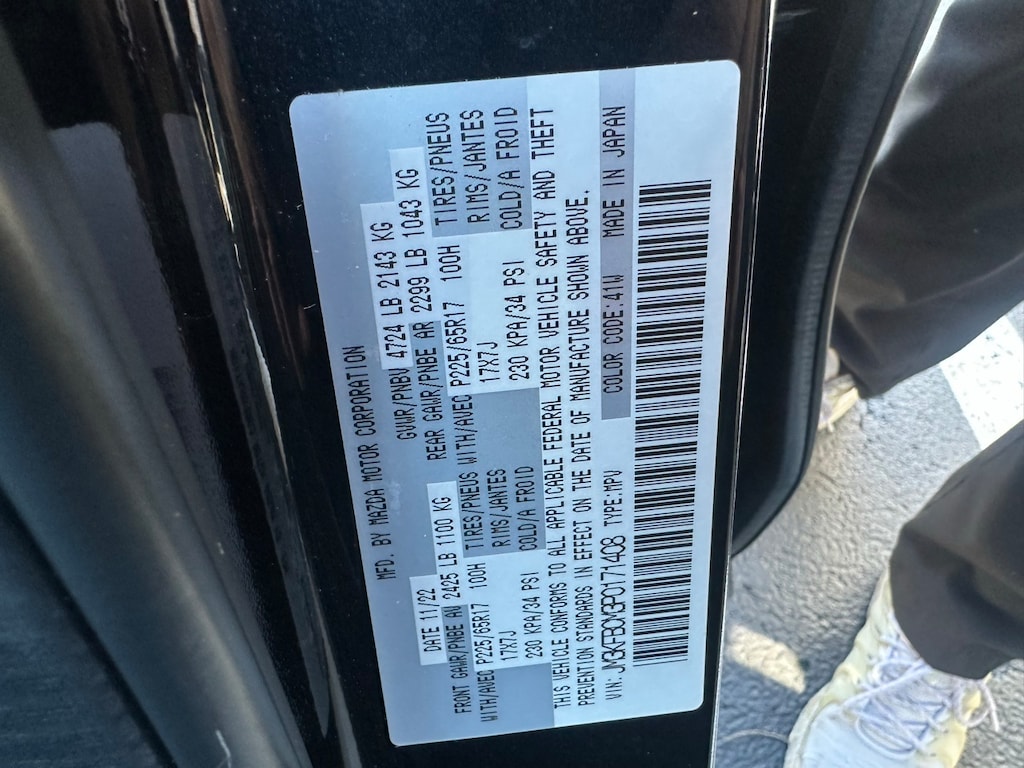 MFD. BY MAZDA MOTOR CORPORATION
DATE 11/22 GVWR/PNBV 4724 LB 2143 KG
FRONT GAWR/PNBE AV 2425 LB 1100 KG REAR GAWR/PNBE AR 2299 LB 1043 KG
WITH/AVEC P225/65R17 100H TIRES/PNEUS WITH/AVEC P225/65R17 100H TIRES/PNEUS
17X7J RIMS/JANTES 17X7J RIMS/JANTES
230 KPA/34 PSI COLD/A FROID 230 KPA/34 PSI COLD/A FROID
THIS VEHICLE CONFORMS TO ALL APPLICABLE FEDERAL MOTOR VEHICLE SAFETY AND THEFT
PREVENTION STANDARDS IN EFFECT ON THE DATE OF MANUFACTURE SHOWN ABOVE.
VIN: JM3KFBCM3P0171408 TYPE:MPV COLOR CODE:41W MADE IN JAPAN